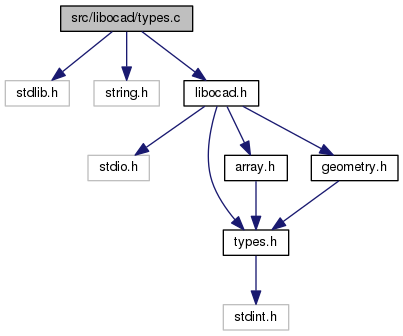 src/libocad/types.c
stdlib.h
string.h
libocad.h
stdio.h
array.h
geometry.h
types.h
stdint.h